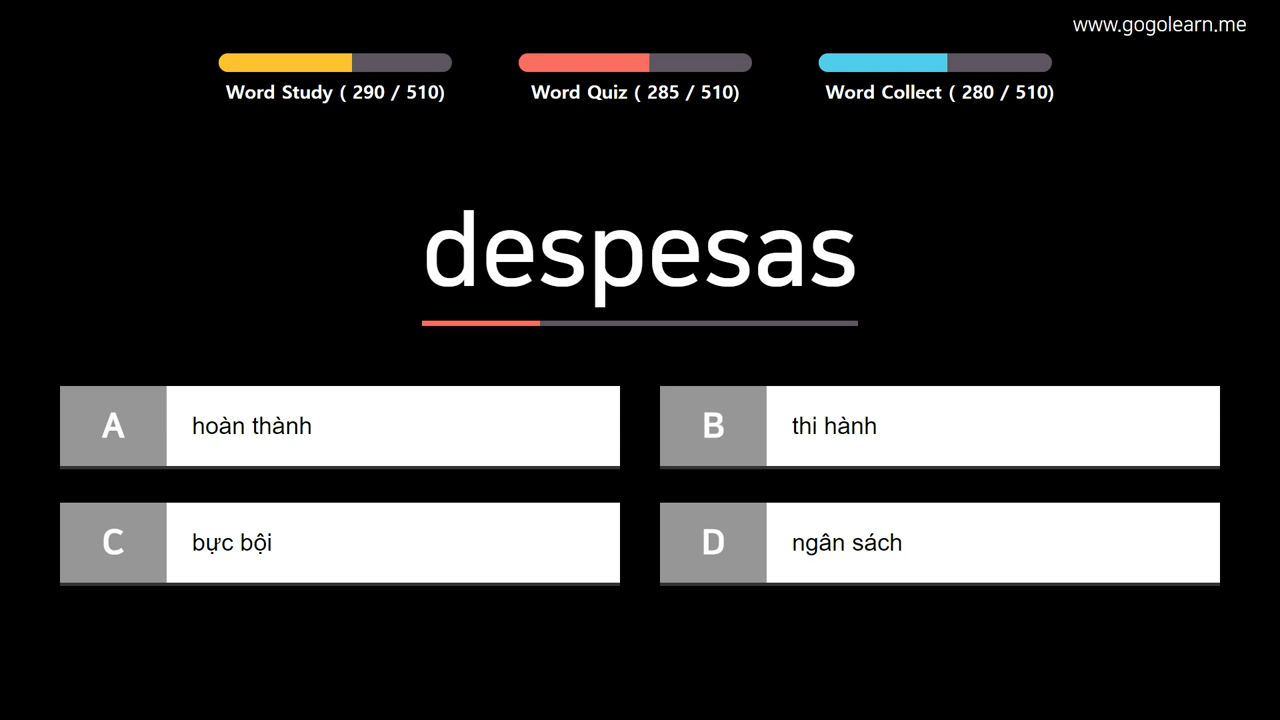 www.gogolearn.me
Word Study ( 290 / 510)
Word Quiz ( 285 / 510)
Word Collect ( 280 / 510)
despesas
A hoàn thành
B thi hành
C bực bội
D ngân sách